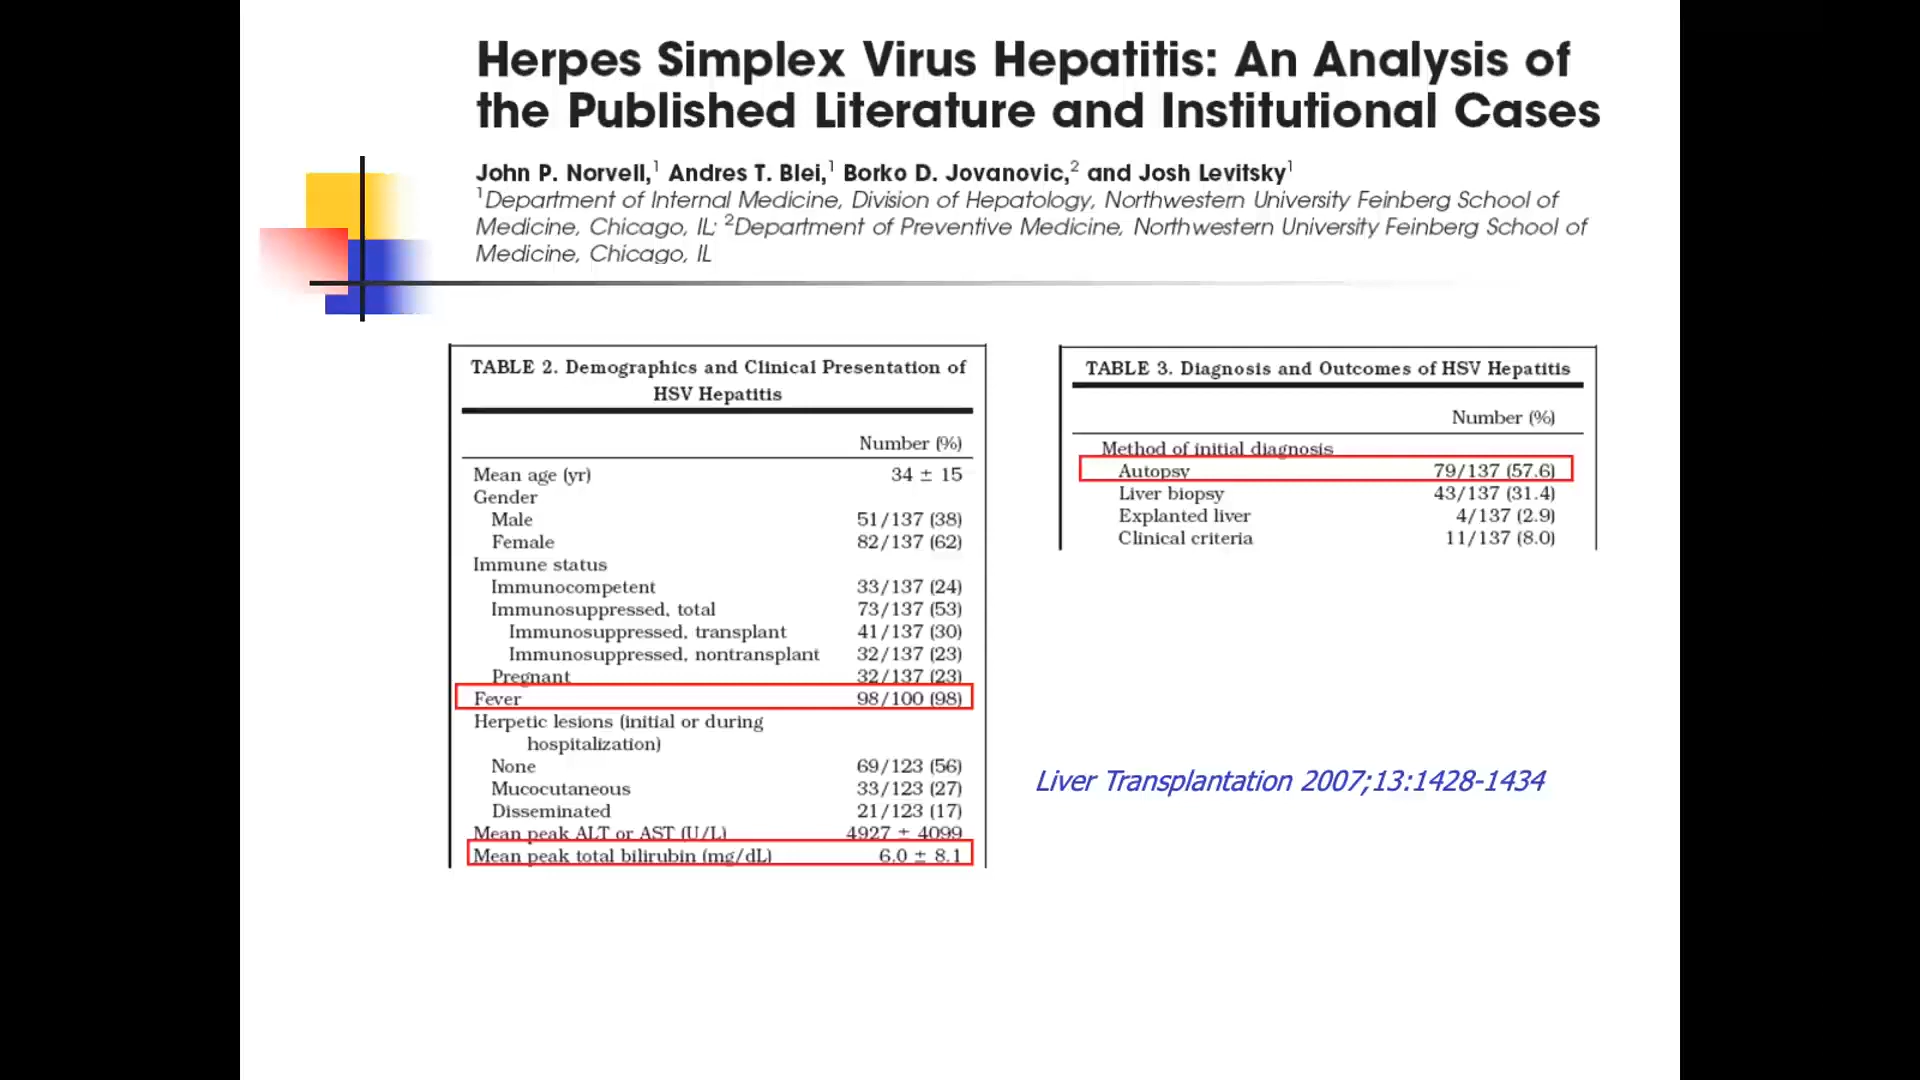 Herpes Simplex Virus Hepatitis: An Analysis of
the Published Literature and Institutional Cases
John P. Norvell,¹ Andres T. Blei,¹ Borko D. Jovanovic,² and Josh Levitsky¹
¹Department of Internal Medicine, Division of Hepatology, Northwestern University Feinberg School of
Medicine, Chicago, IL; ²Department of Preventive Medicine, Northwestern University Feinberg School of
Medicine, Chicago, IL
TABLE 2. Demographics and Clinical Presentation of
HSV Hepatitis
Number (%)
Mean age (yr) 34 ± 15
Gender
Male 51/137 (38)
Female 82/137 (62)
Immune status
Immunocompetent 33/137 (24)
Immunosuppressed, total 73/137 (53)
Immunosuppressed, transplant 41/137 (30)
Immunosuppressed, nontransplant 32/137 (23)
Pregnant 32/137 (23)
Fever 98/100 (98)
Herpetic lesions (initial or during
hospitalization)
None 69/123 (56)
Mucocutaneous 33/123 (27)
Disseminated 21/123 (17)
Mean peak ALT or AST (U/L) 4927 ± 4099
Mean peak total bilirubin (mg/dL) 6.0 ± 8.1
TABLE 3. Diagnosis and Outcomes of HSV Hepatitis
Number (%)
Method of initial diagnosis
Autopsy 79/137 (57.6)
Liver biopsy 43/137 (31.4)
Explanted liver 4/137 (2.9)
Clinical criteria 11/137 (8.0)
Liver Transplantation 2007;13:1428-1434